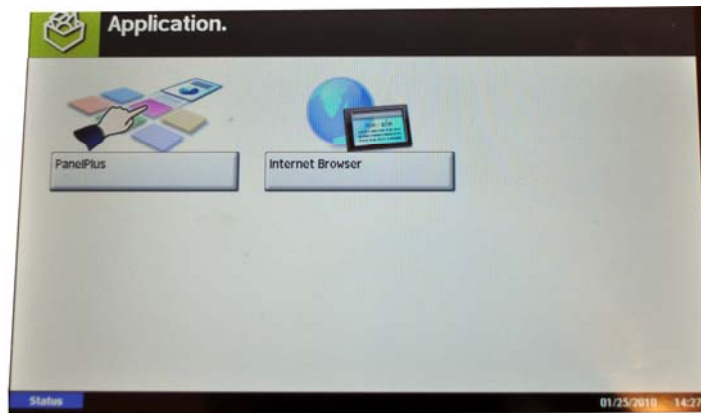 Application.
PanelPlus
Internet Browser
Status
01/25/2010 14:27